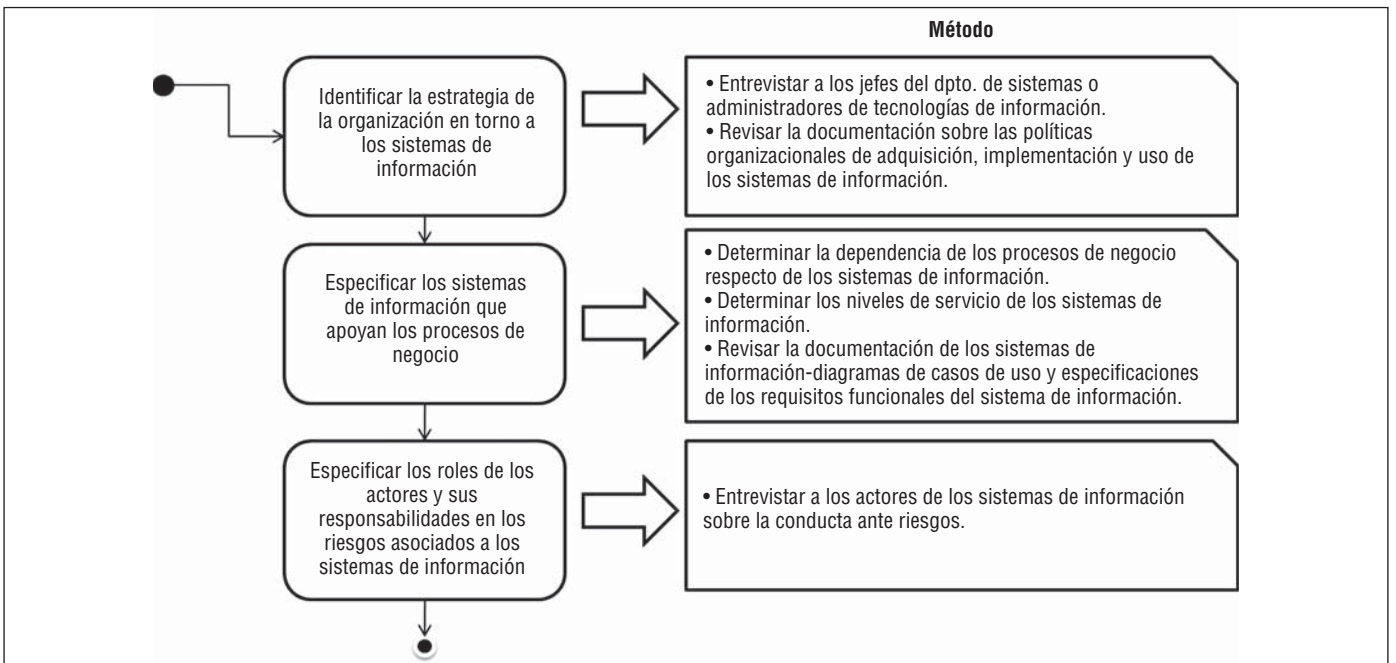 Método
Identificar la estrategia de
la organización en torno a
los sistemas de
información
• Entrevistar a los jefes del dpto. de sistemas o
administradores de tecnologías de información.
• Revisar la documentación sobre las políticas
organizacionales de adquisición, implementación y uso de
los sistemas de información.
Especificar los sistemas
de información que
apoyan los procesos de
negocio
• Determinar la dependencia de los procesos de negocio
respecto de los sistemas de información.
• Determinar los niveles de servicio de los sistemas de
información.
• Revisar la documentación de los sistemas de
información-diagramas de casos de uso y especificaciones
de los requisitos funcionales del sistema de información.
Especificar los roles de los
actores y sus
responsabilidades en los
riesgos asociados a los
sistemas de información
• Entrevistar a los actores de los sistemas de información
sobre la conducta ante riesgos.